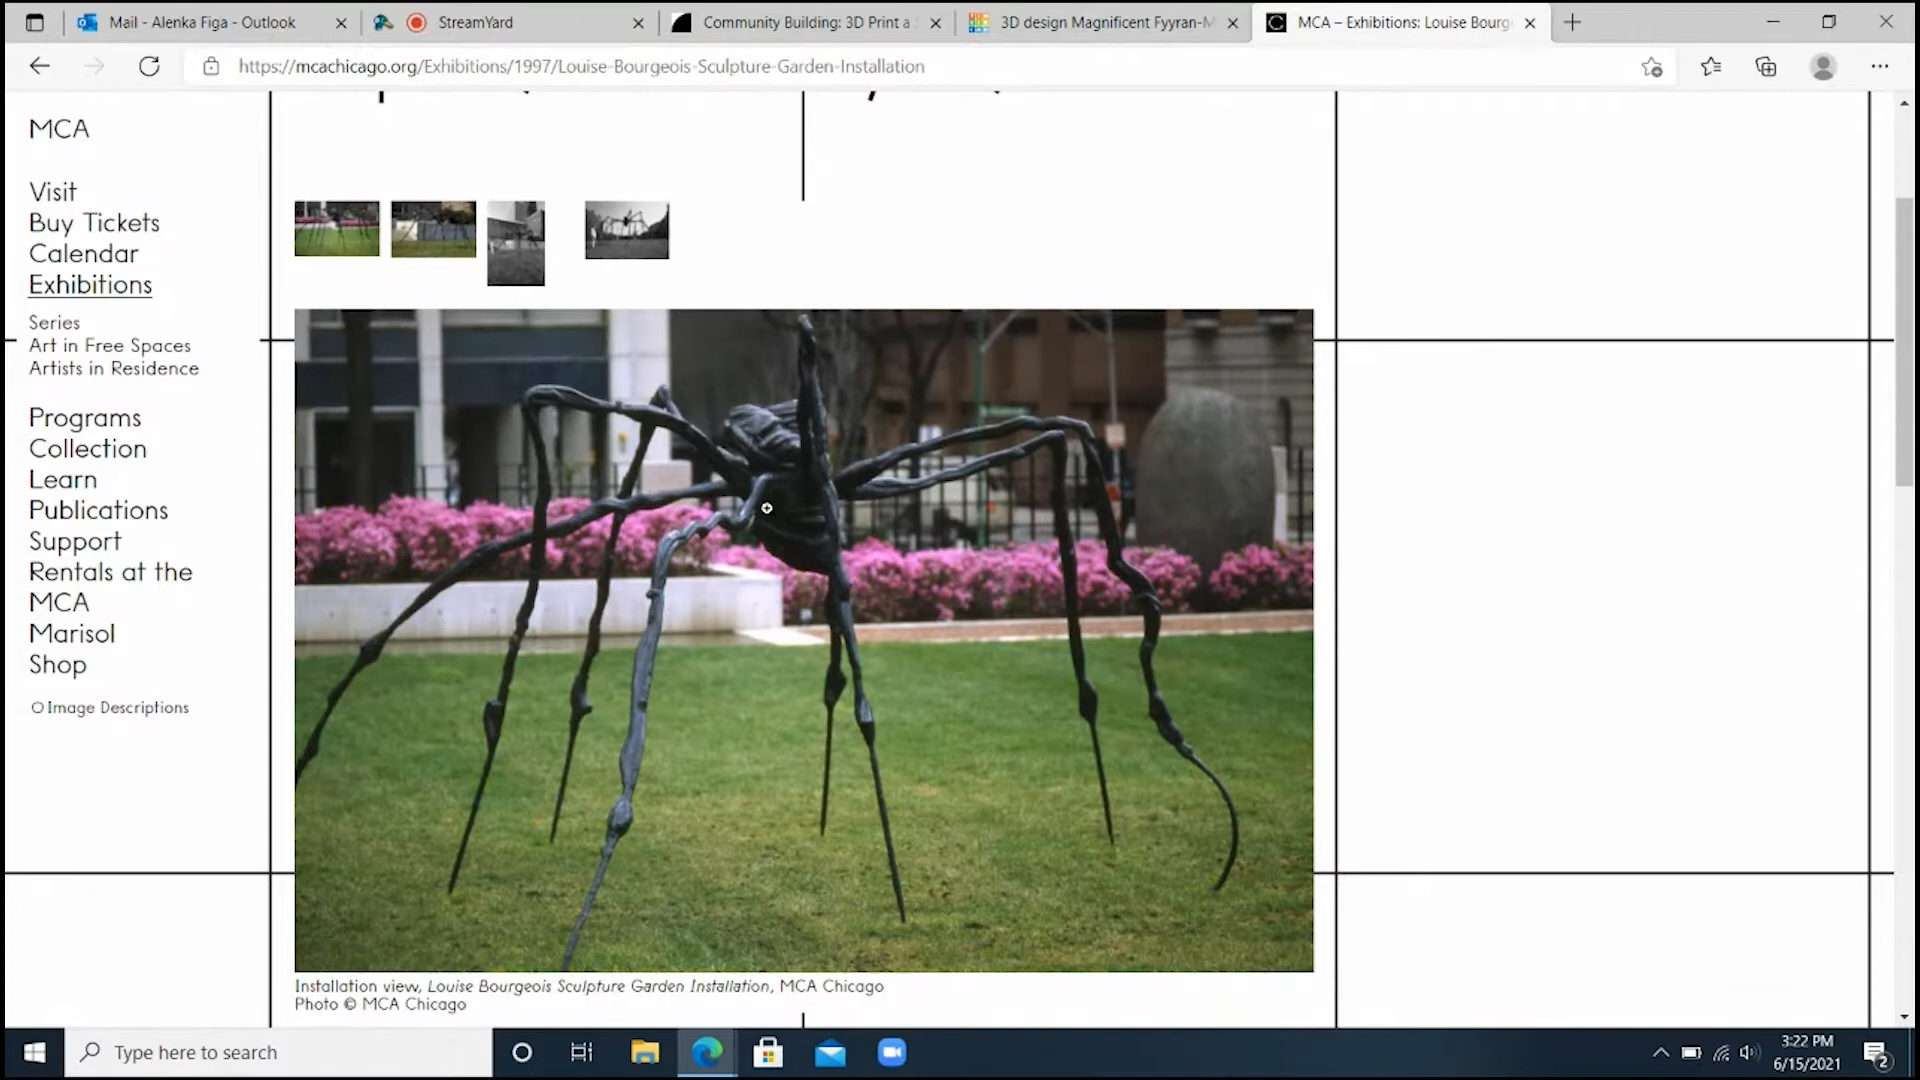 Mail - Alenka Figa - Outlook
StreamYard
Community Building: 3D Print a
3D design Magnificent Fyyran-M
MCA – Exhibitions: Louise Bourg
https://mcachicago.org/Exhibitions/1997/Louise-Bourgeois-Sculpture-Garden-Installation
MCA
Visit
Buy Tickets
Calendar
Exhibitions
Series
Art in Free Spaces
Artists in Residence
Programs
Collection
Learn
Publications
Support
Rentals at the
MCA
Marisol
Shop
Image Descriptions
Installation view, Louise Bourgeois Sculpture Garden Installation, MCA Chicago
Photo © MCA Chicago
Type here to search
3:22 PM
6/15/2021
2